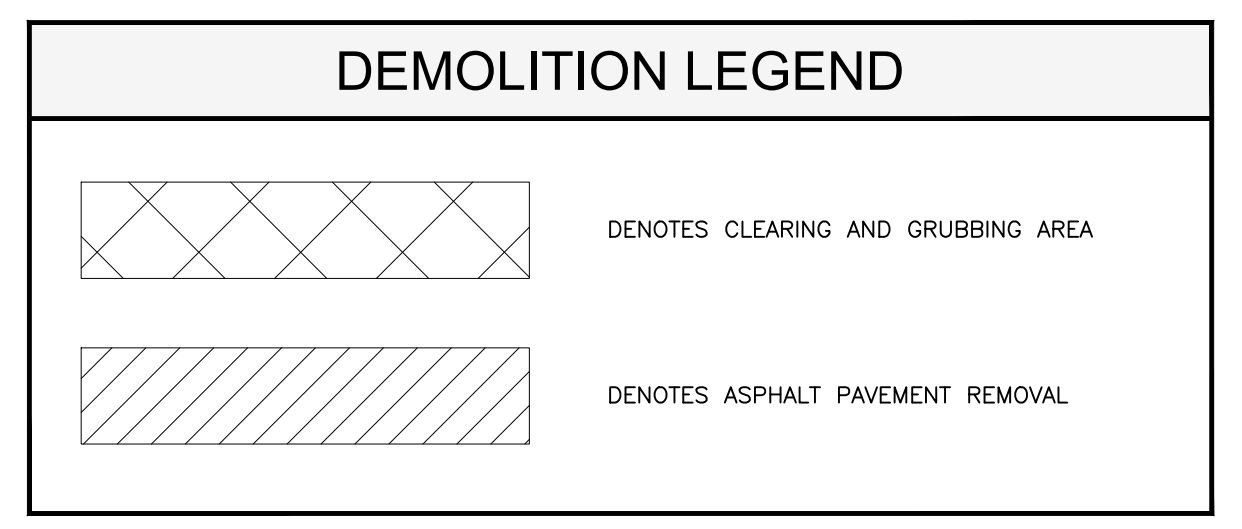 DEMOLITION LEGEND
DENOTES CLEARING AND GRUBBING AREA
DENOTES ASPHALT PAVEMENT REMOVAL